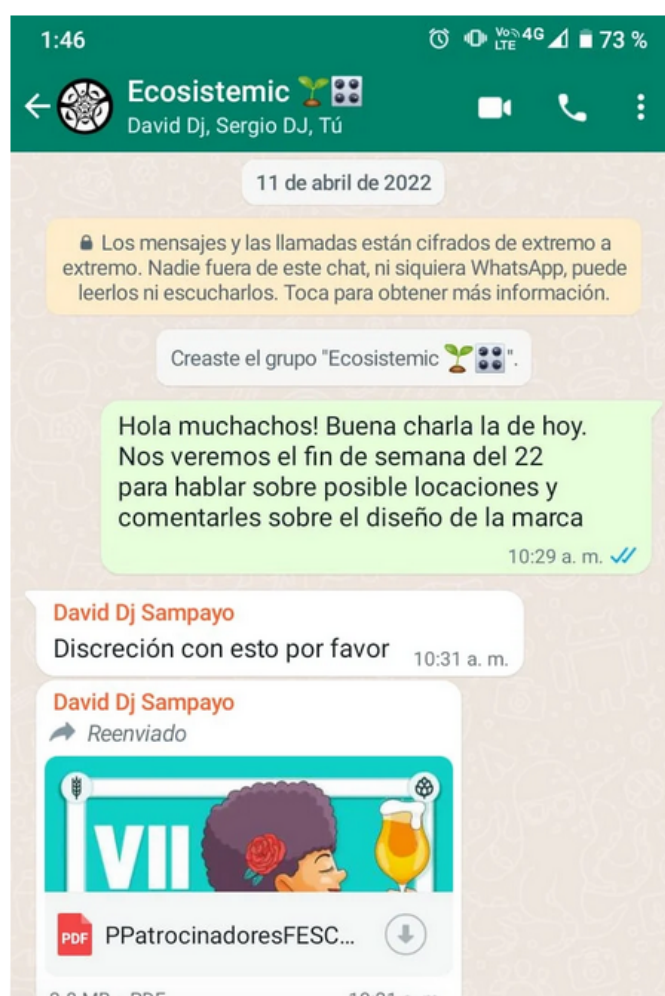 1:46
Vo LTE 4G 73 %
Ecosistemic
David Dj, Sergio DJ, Tú
11 de abril de 2022
Los mensajes y las llamadas están cifrados de extremo a
extremo. Nadie fuera de este chat, ni siquiera WhatsApp, puede
leerlos ni escucharlos. Toca para obtener más información.
Creaste el grupo "Ecosistemic 🌱🎛".
Hola muchachos! Buena charla la de hoy.
Nos veremos el fin de semana del 22
para hablar sobre posible locaciones y
comentarles sobre el diseño de la marca
10:29 a. m.
David Dj Sampayo
Discreción con esto por favor 10:31 a. m.
David Dj Sampayo
Reenviado
VII
PDF PPatrocinadoresFESC...